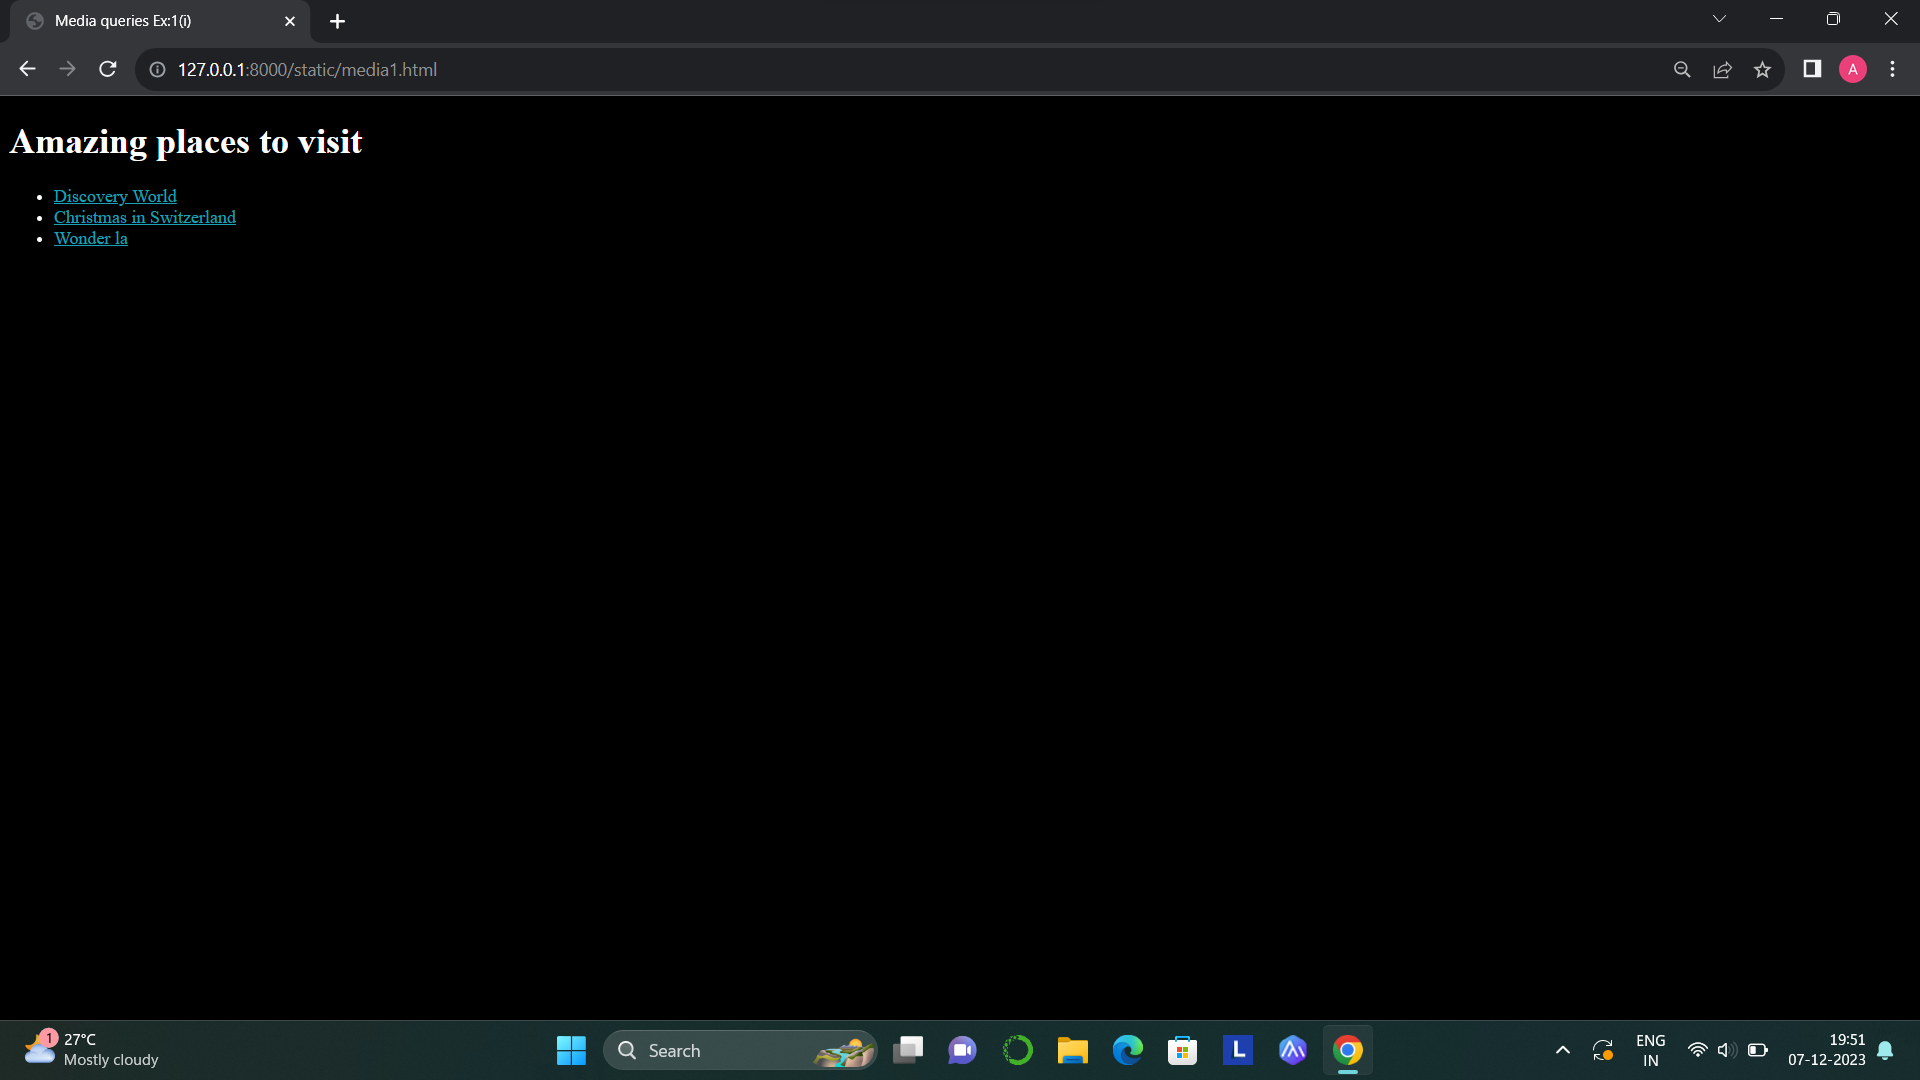 Media queries Ex:1(i)
127.0.0.1:8000/static/media1.html
A
Amazing places to visit
Discovery World
Christmas in Switzerland
Wonder la
1
27°C
Mostly cloudy
Search
L
ENG
IN
19:51
07-12-2023